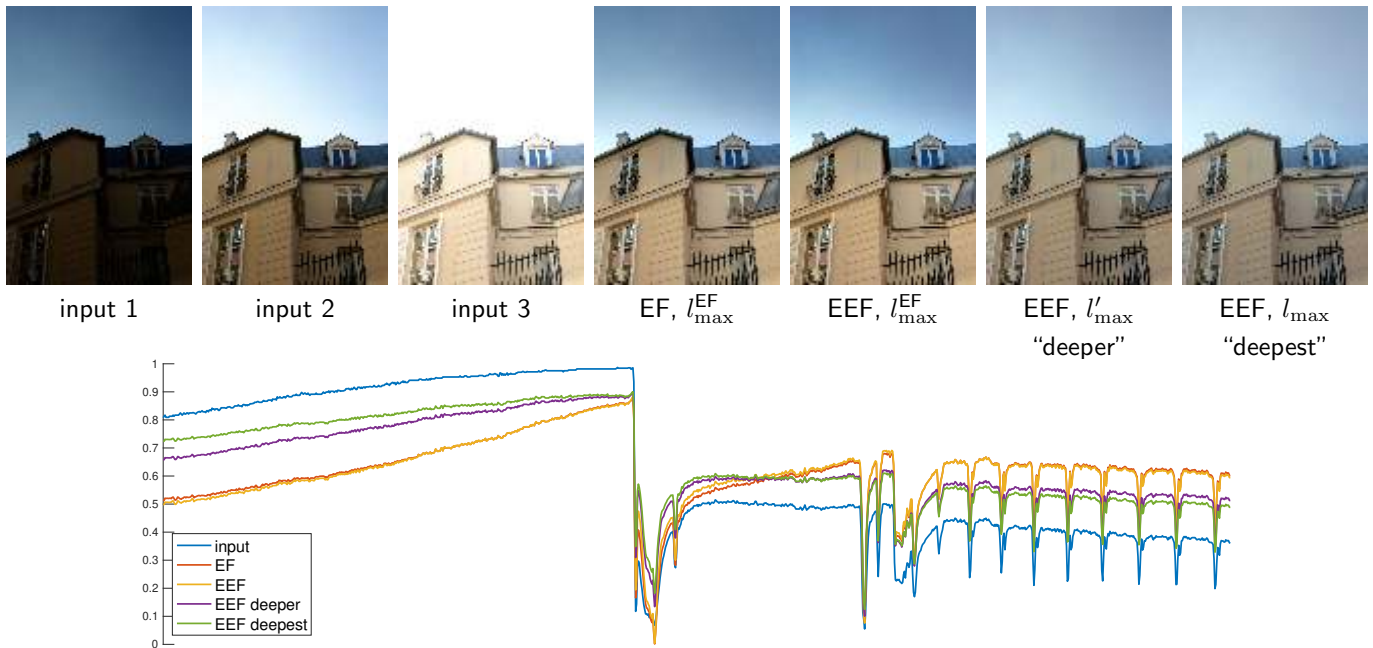 input 1
input 2
input 3
EF, l_max^EF
EEF, l_max^EF
EEF, l'_max
"deeper"
EEF, l_max
"deepest"
1
0.9
0.8
0.7
0.6
0.5
0.4
0.3
0.2
0.1
0
input
EF
EEF
EEF deeper
EEF deepest